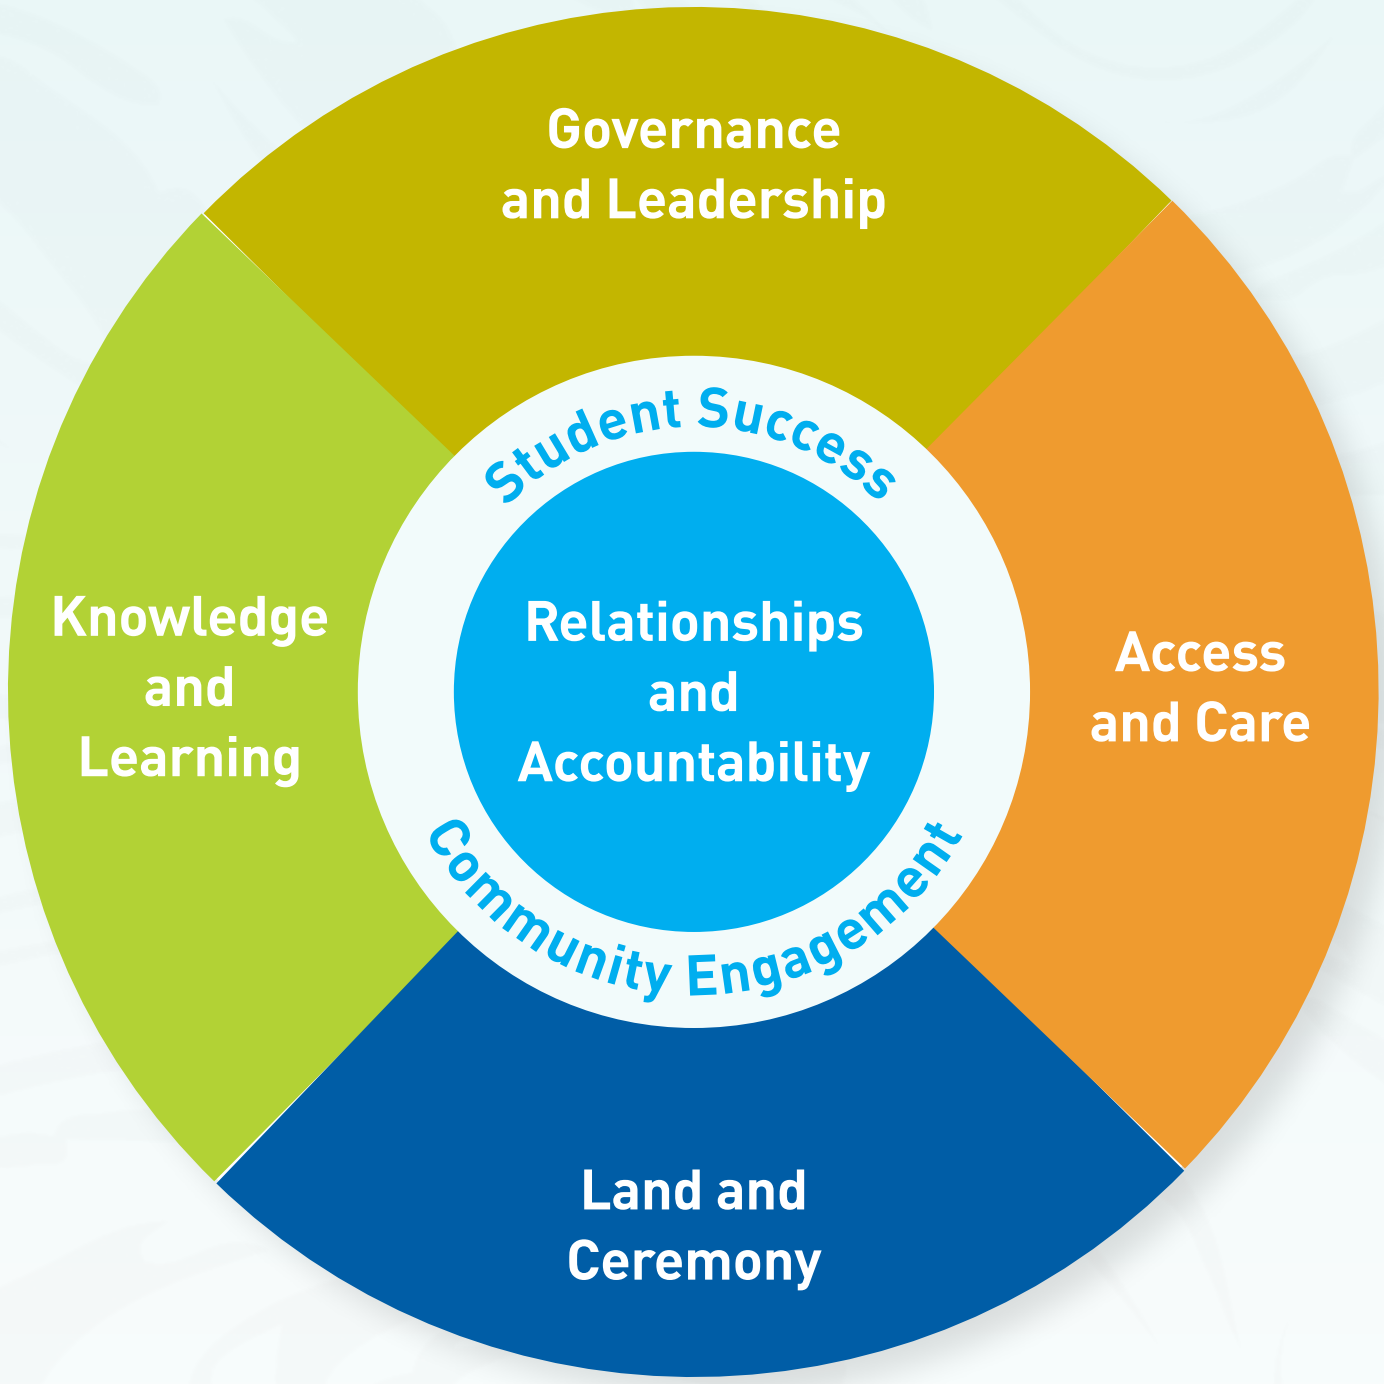 Governance
and Leadership
Student Success
Knowledge
and
Learning
Relationships
and
Accountability
Access
and Care
Community Engagement
Land and
Ceremony